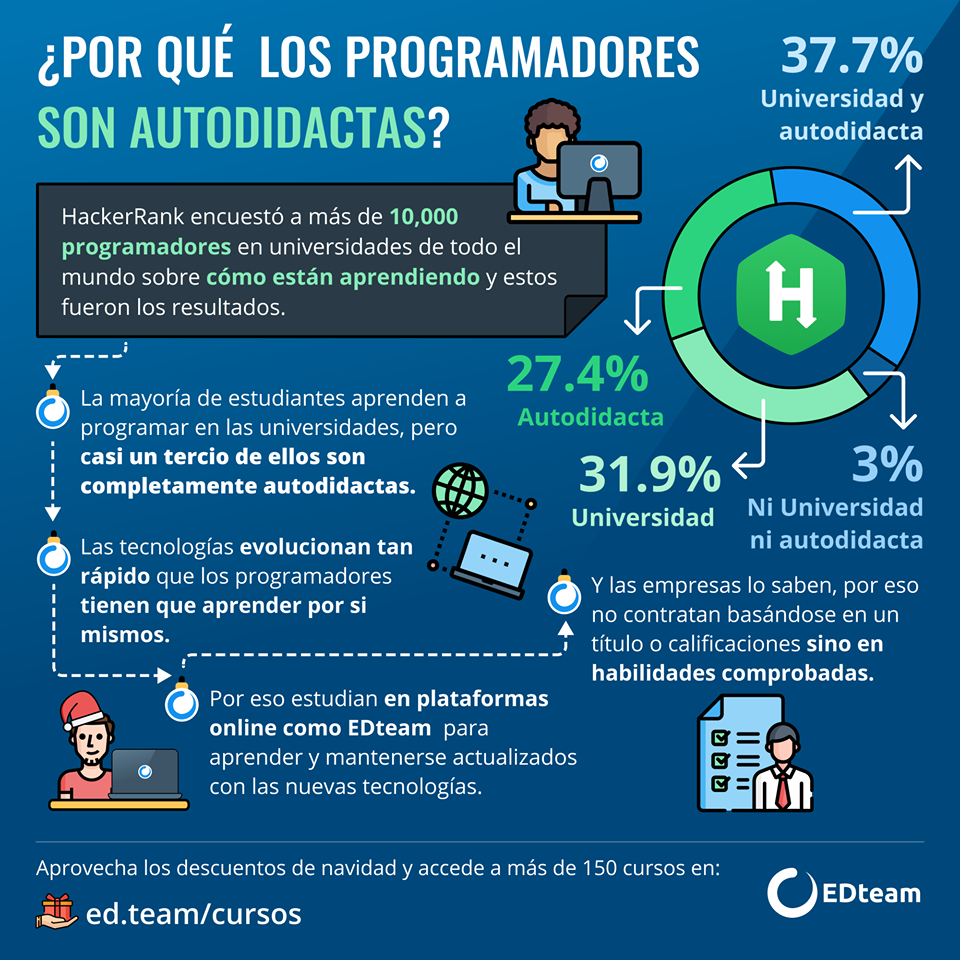 ¿POR QUÉ LOS PROGRAMADORES
SON AUTODIDACTAS?
HackerRank encuestó a más de 10,000
programadores en universidades de todo el
mundo sobre cómo están aprendiendo y estos
fueron los resultados.
37.7%
Universidad y
autodidacta
H
27.4%
Autodidacta
31.9%
Universidad
3%
Ni Universidad
ni autodidacta
La mayoría de estudiantes aprenden a
programar en las universidades, pero
casi un tercio de ellos son
completamente autodidactas.
Las tecnologías evolucionan tan
rápido que los programadores
tienen que aprender por si
mismos.
Por eso estudian en plataformas
online como EDteam para
aprender y mantenerse actualizados
con las nuevas tecnologías.
Y las empresas lo saben, por eso
no contratan basándose en un
título o calificaciones sino en
habilidades comprobadas.
Aprovecha los descuentos de navidad y accede a más de 150 cursos en:
ed.team/cursos
EDteam